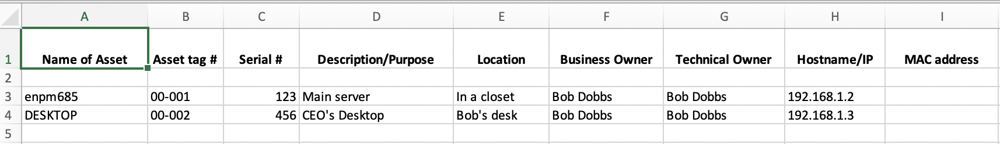 A B C D E F G H I
1 Name of Asset Asset tag # Serial # Description/Purpose Location Business Owner Technical Owner Hostname/IP MAC address
2
3 enpm685 00-001 123 Main server In a closet Bob Dobbs Bob Dobbs 192.168.1.2
4 DESKTOP 00-002 456 CEO's Desktop Bob's desk Bob Dobbs Bob Dobbs 192.168.1.3
5